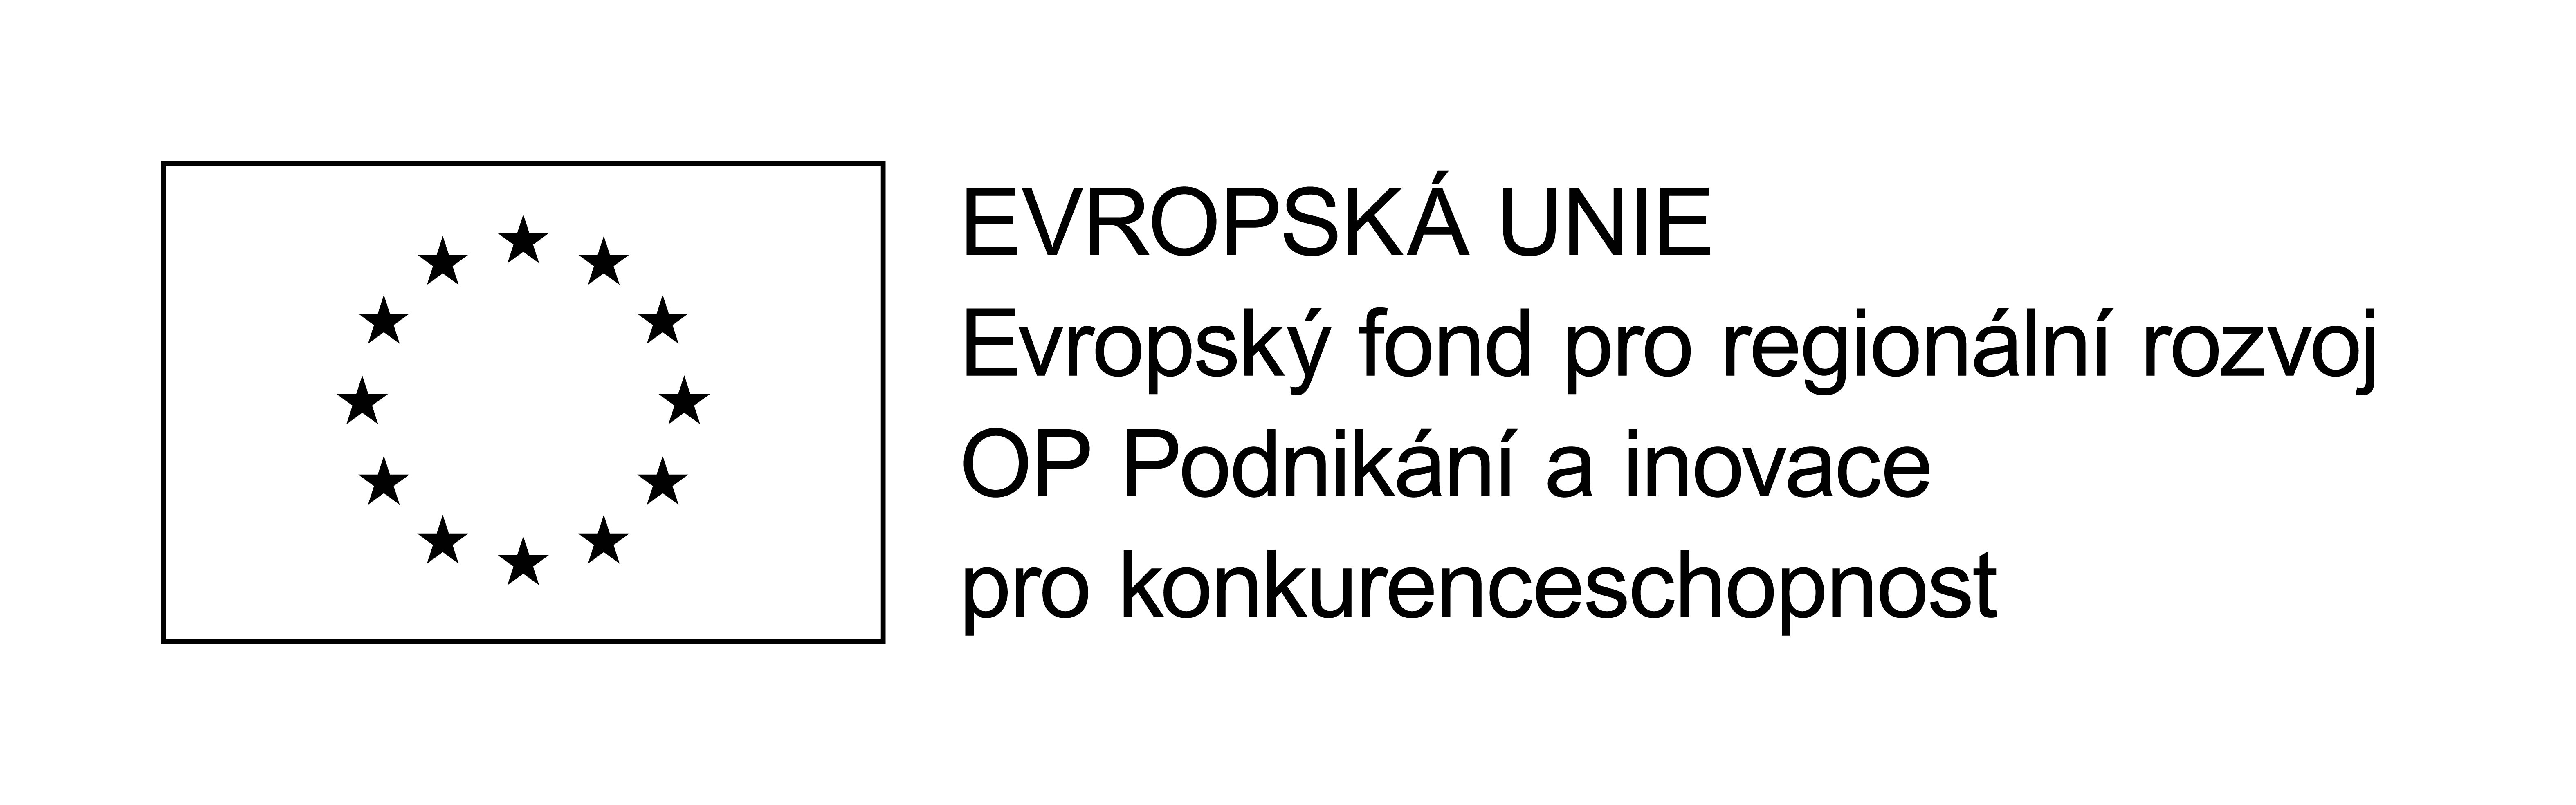 EVROPSKÁ UNIE
Evropský fond pro regionální rozvoj
OP Podnikání a inovace
pro konkurenceschopnost